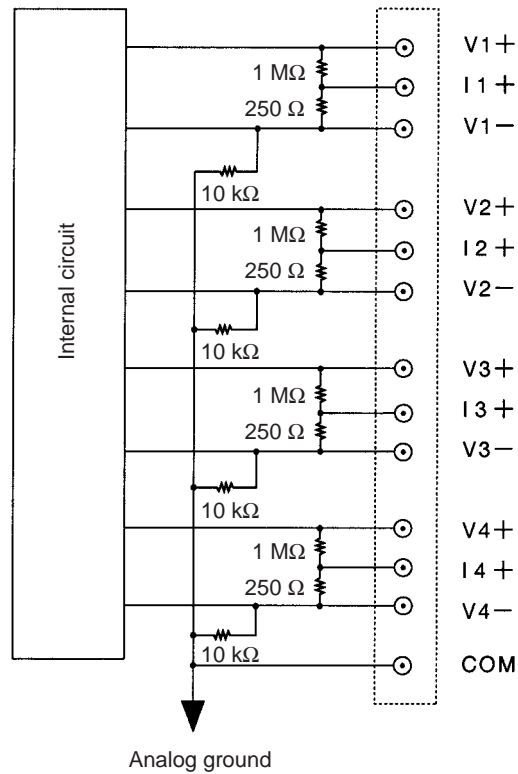 V1+
1 MΩ
I1+
250 Ω
V1−
10 kΩ
V2+
1 MΩ
I2+
250 Ω
V2−
10 kΩ
Internal circuit
V3+
1 MΩ
I3+
250 Ω
V3−
10 kΩ
V4+
1 MΩ
I4+
250 Ω
V4−
10 kΩ
COM
Analog ground